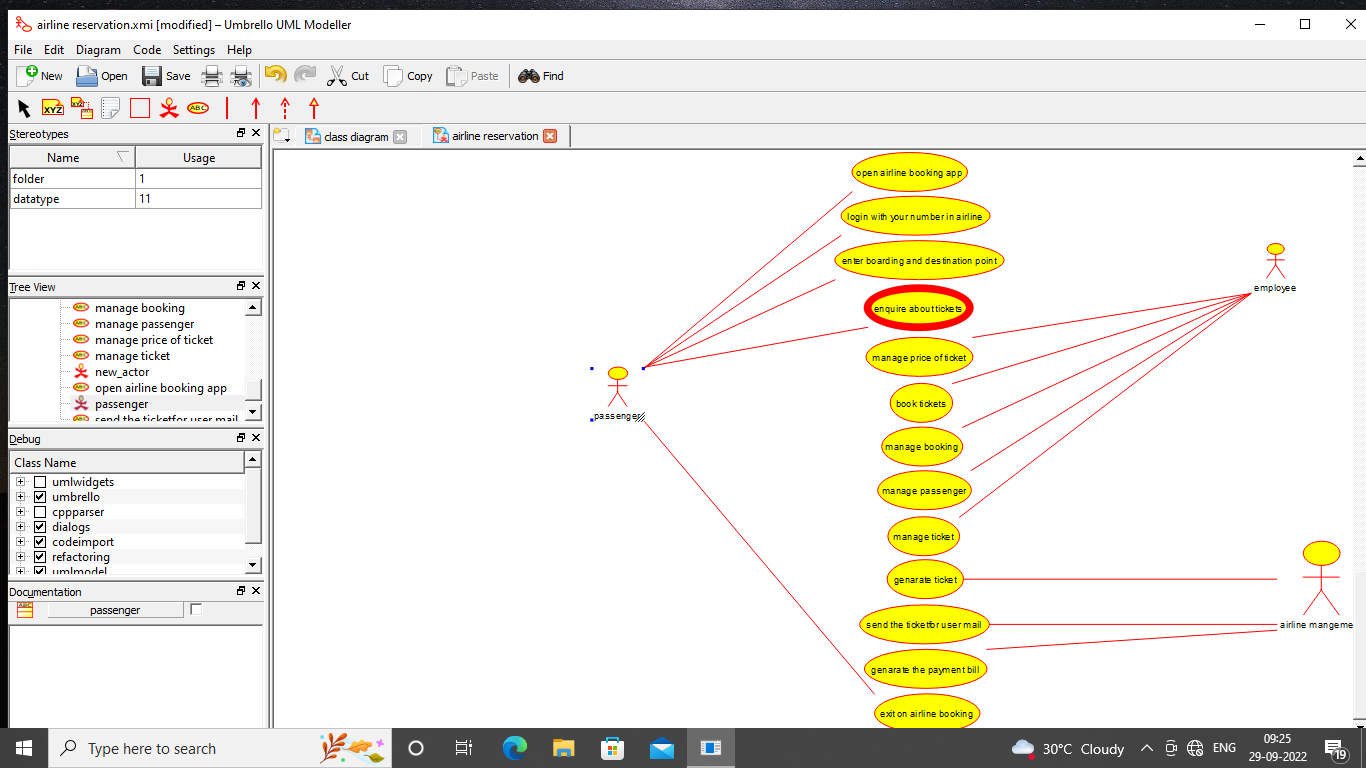 airline reservation.xmi [modified] – Umbrello UML Modeller
File Edit Diagram Code Settings Help
New Open Save Cut Copy Paste Find
XYZ XYZ ABC
Stereotypes
Name Usage
folder 1
datatype 11
Tree View
manage booking
manage passenger
manage price of ticket
manage ticket
new_actor
open airline booking app
passenger
send the ticketfor user mail
Debug
Class Name
umlwidgets
umbrello
cppparser
dialogs
codeimport
refactoring
umlmodel
Documentation
passenger
class diagram airline reservation
open airline booking app
login with your number in airline
enter boarding and destination point
employee
enquire about tickets
manage price of ticket
book tickets
passenger
manage booking
manage passenger
manage ticket
genarate ticket
send the ticketfor user mail
airline mangeme
genarate the payment bill
exit on airline booking
Type here to search
30°C Cloudy
ENG
09:25
29-09-2022
19